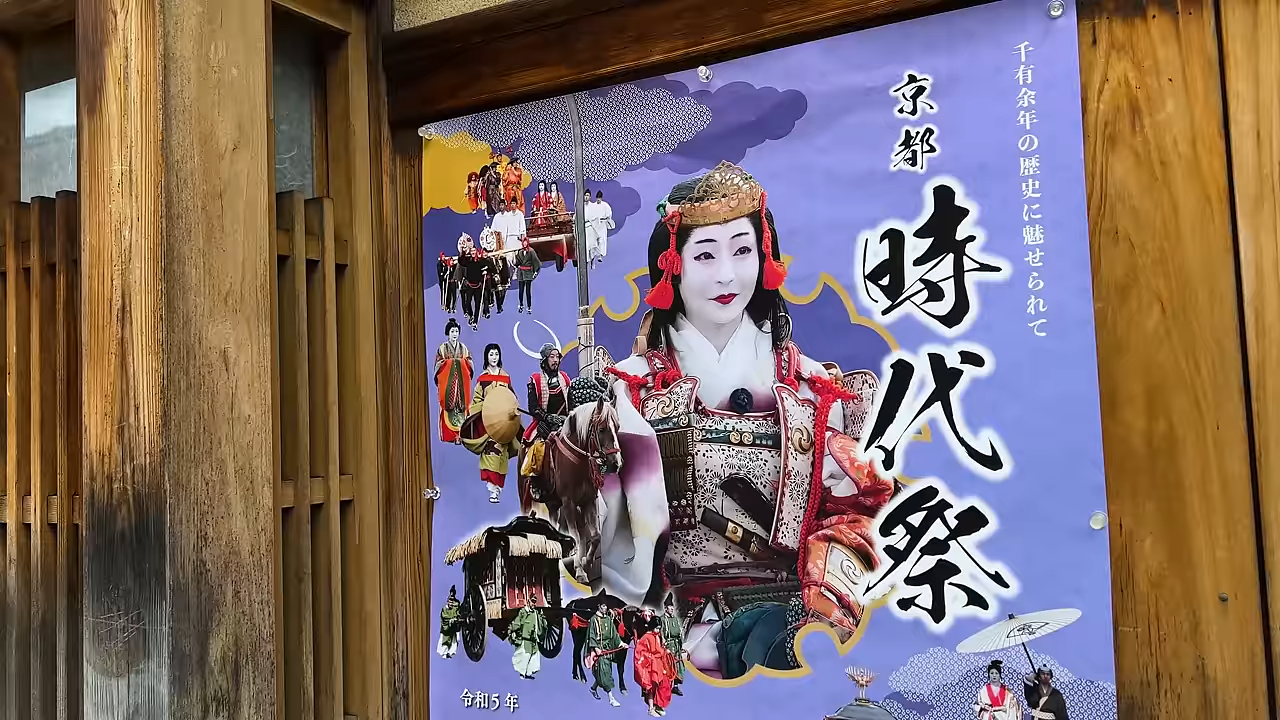 千有余年の歴史に魅せられて
京都
時代祭
令和5年